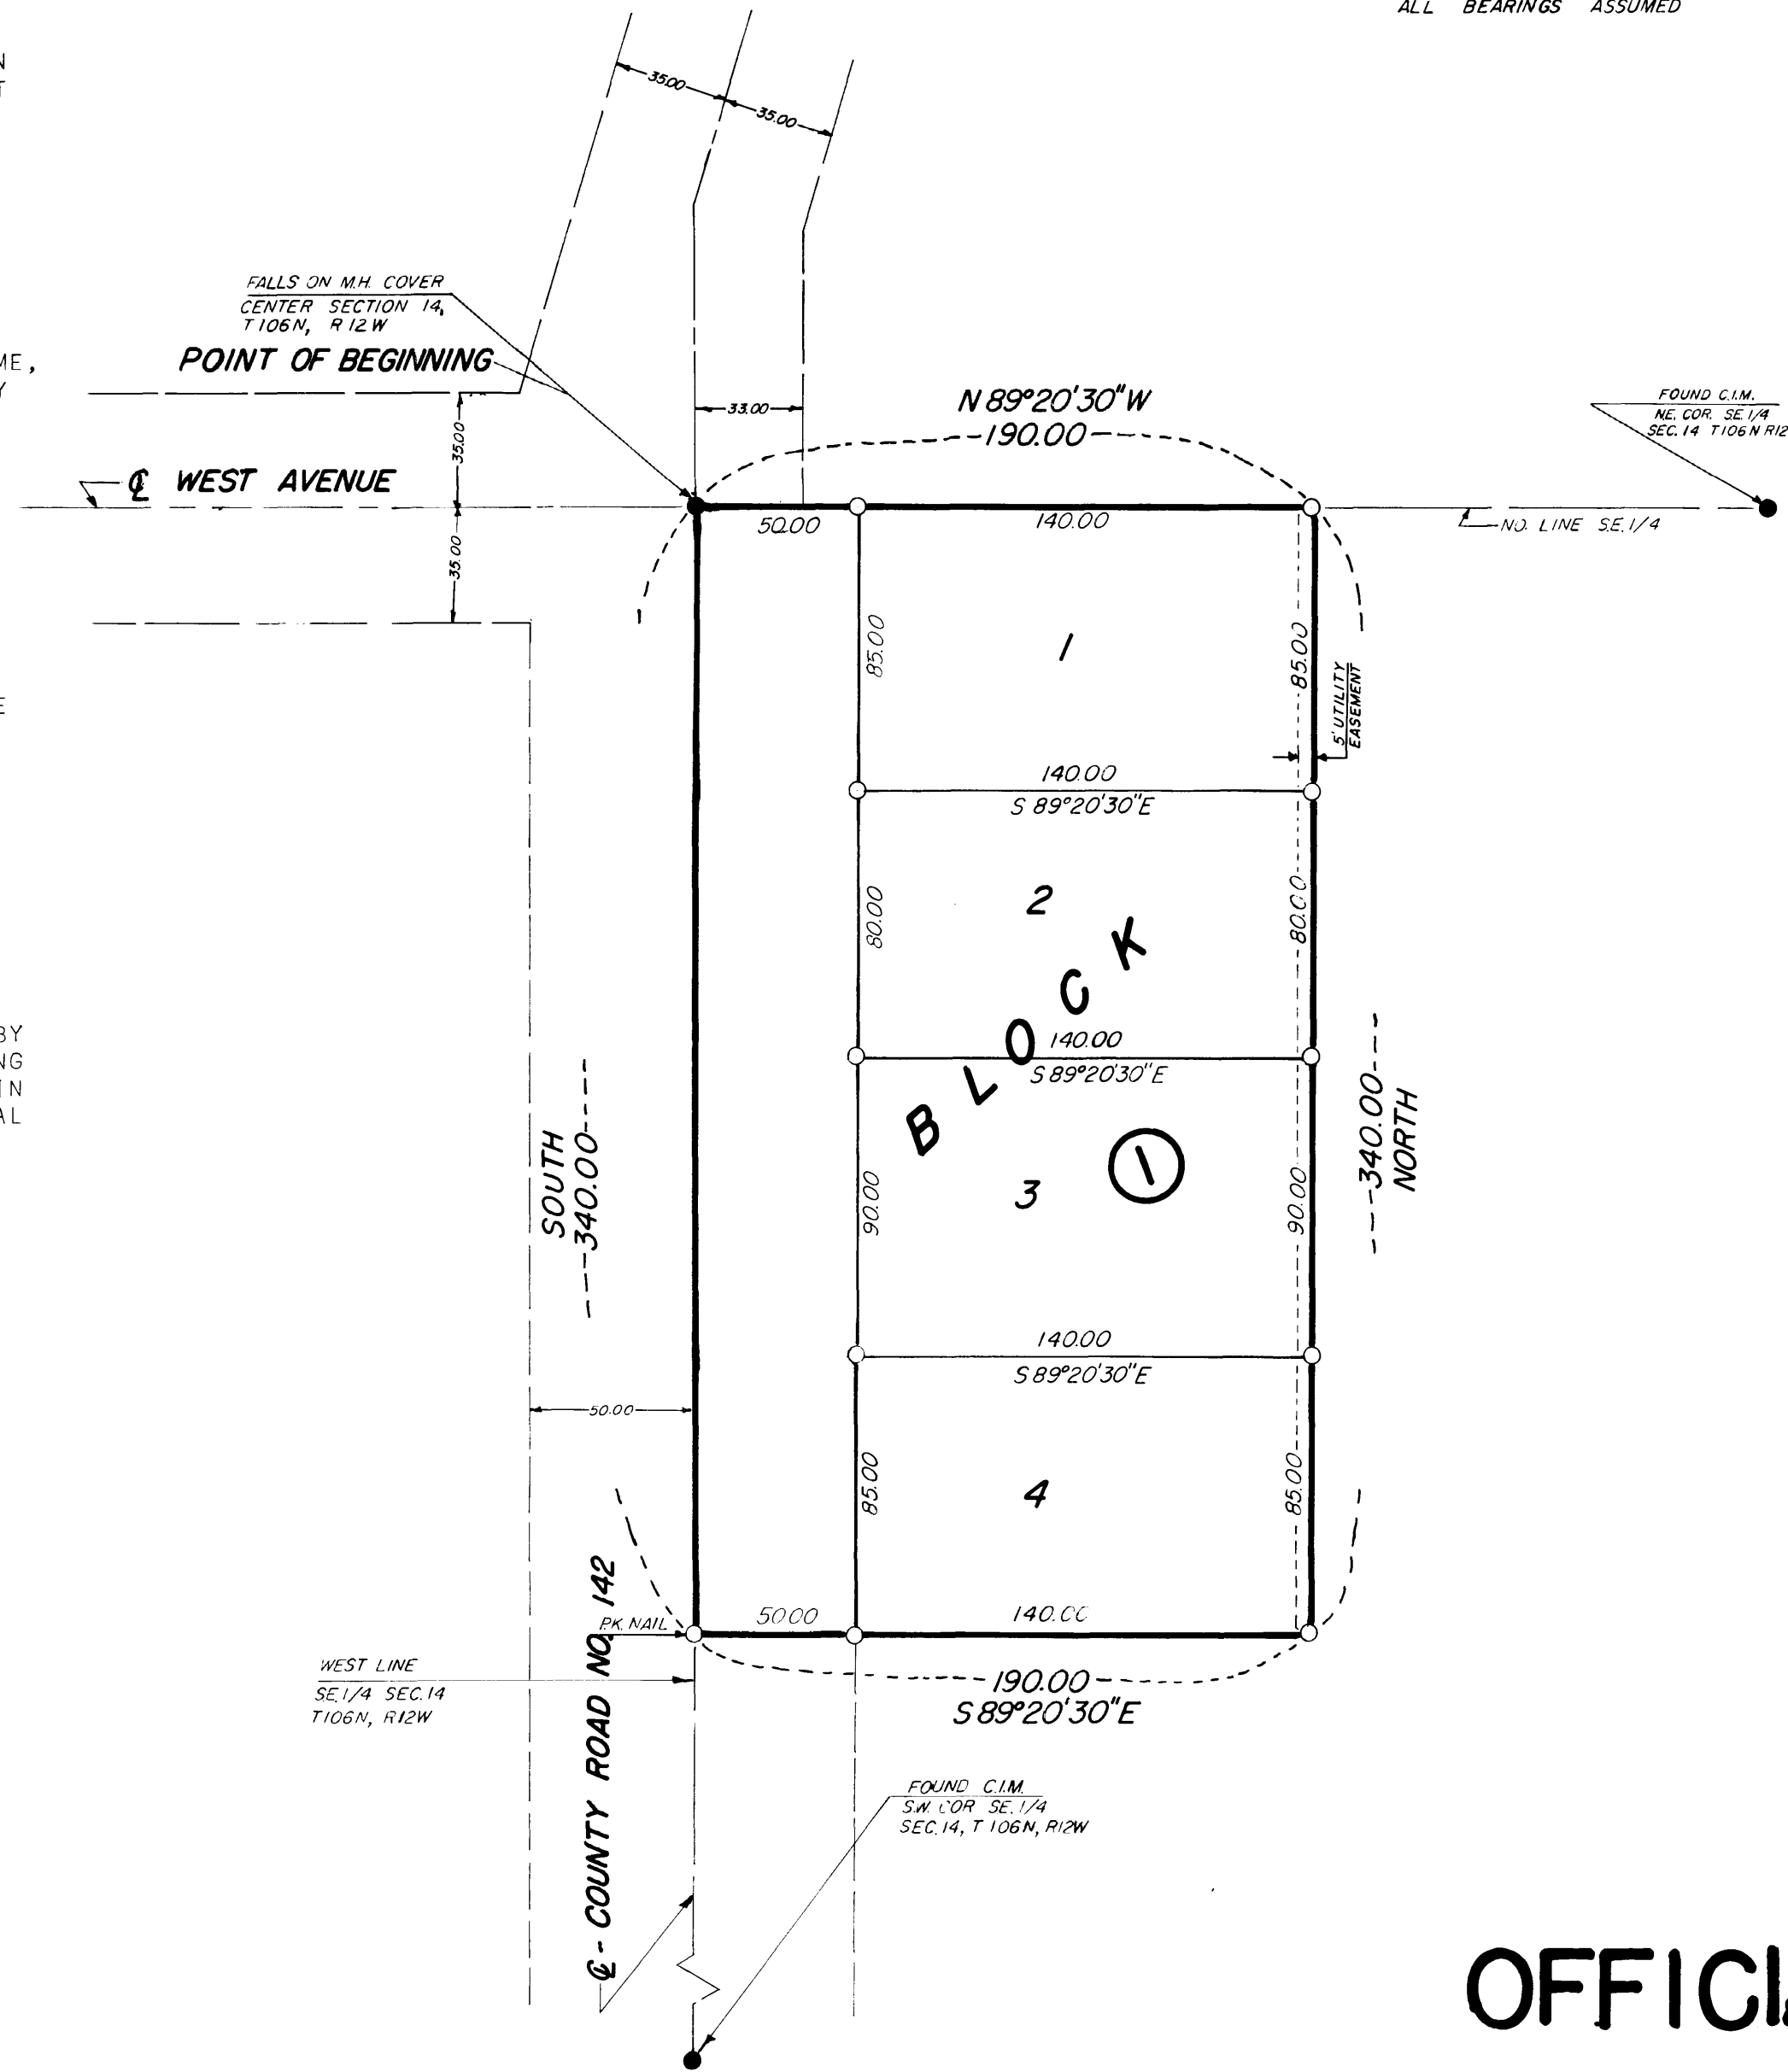 ALL BEARINGS ASSUMED
N
T
35.00
35.00
FALLS ON M.H. COVER
CENTER SECTION 14,
T106N, R12W
POINT OF BEGINNING
ME,
Y
33.00
N 89°20'30"W
190.00
FOUND C.I.M.
NE. COR. SE.1/4
SEC. 14 T106N R12
35.00
℄ WEST AVENUE
50.00
140.00
NO. LINE S.E.1/4
35.00
85.00
1
85.00
5' UTILITY
EASEMENT
E
140.00
S 89°20'30"E
80.00
2
80.00
BLOCK
140.00
S 89°20'30"E
BY
NG
IN
AL
SOUTH
340.00
90.00
3
1
90.00
340.00
NORTH
140.00
S 89°20'30"E
50.00
85.00
4
85.00
P.K. NAIL
50.00
140.00
WEST LINE
SE.1/4 SEC.14
T106N, R12W
190.00
S 89°20'30"E
℄ - COUNTY ROAD NO. 142
FOUND C.I.M.
S.W. COR SE.1/4
SEC.14, T 106N, R12W
OFFICIA